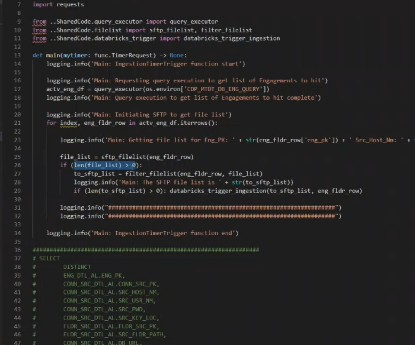 import requests
from ..SharedCode.query_executor import query_executor
from ..SharedCode.filelist import sftp_filelist, filter_filelist
from ..SharedCode.databricks_trigger import databricks_trigger_ingestion
def main(mytimer: func.TimerRequest) -> None:
logging.info('Main: IngestionTimerTrigger function start')
logging.info('Main: Requesting query execution to get list of Engagements to hit')
actv_eng_df = query_executor(os.environ['CDP_MTDT_DB_ENG_QUERY'])
logging.info('Main: Query execution to get list of Engagements to hit complete')
logging.info('Main: Initiating SFTP to get file list')
for index, eng_fldr_row in actv_eng_df.iterrows():
logging.info('Main: Getting file list for Eng_PK: ' + str(eng_fldr_row['eng_pk']) + ' Src_Host_Nm: ' +
file_list = sftp_filelist(eng_fldr_row)
if (len(file_list) > 0):
to_sftp_list = filter_filelist(eng_fldr_row, file_list)
logging.info('Main: The SFTP file list is ' + str(to_sftp_list))
if (len(to_sftp_list) > 0): databricks_trigger_ingestion(to_sftp_list, eng_fldr_row)
logging.info('Main: IngestionTimerTrigger function end')
# SELECT
# DISTINCT
# ENG_DTL_AL.ENG_PK,
# CONN_SRC_DTL_AL.CONN_SRC_PK,
# CONN_SRC_DTL_AL.SRC_HOST_NM,
# CONN_SRC_DTL_AL.SRC_USR_NM,
# CONN_SRC_DTL_AL.SRC_PWD,
# CONN_SRC_DTL_AL.SRC_KEY_LOC,
# FLDR_SRC_DTL_AL.FLDR_SRC_PK,
# FLDR_SRC_DTL_AL.SRC_FLDR_PATH,
# CONN_SRC_DTL_AL.DB_URL,